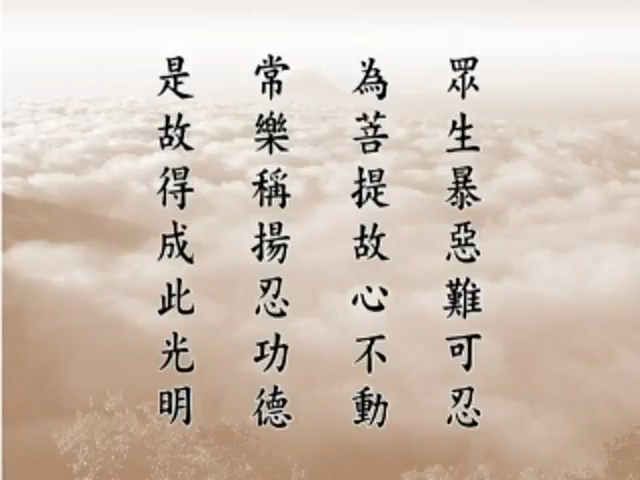 眾生暴惡難可忍
為菩提故心不動
常樂稱揚忍功德
是故得成此光明